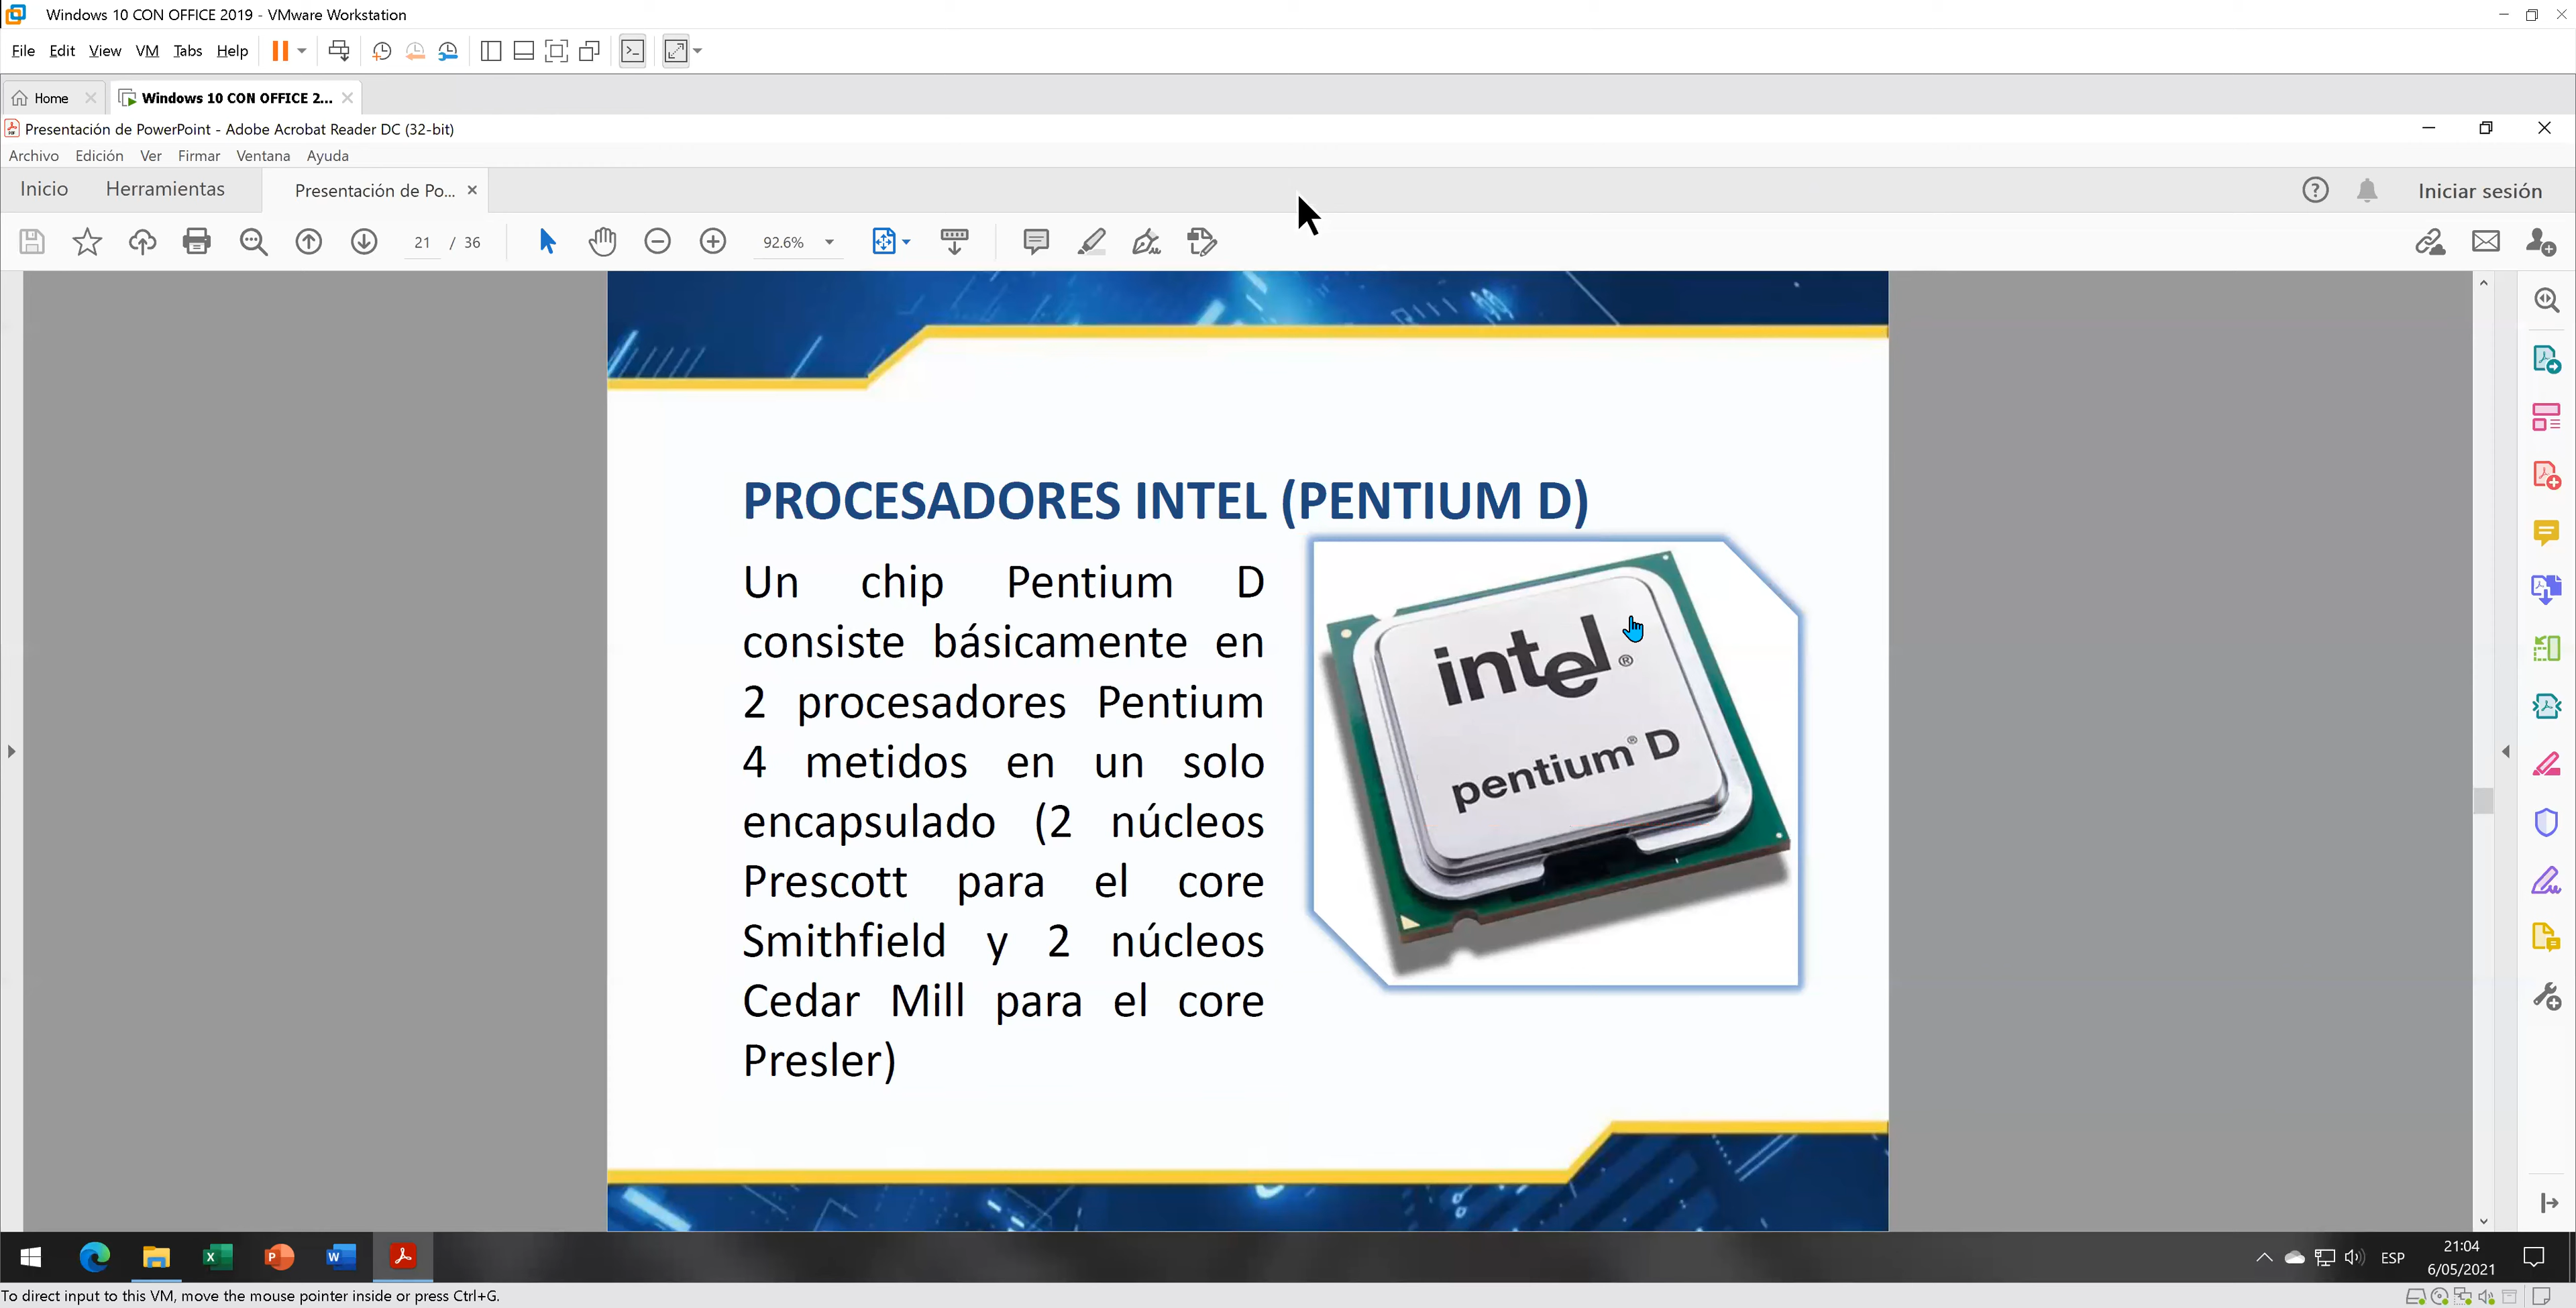 Windows 10 CON OFFICE 2019 - VMware Workstation
File Edit View VM Tabs Help
Home Windows 10 CON OFFICE 2...
Presentación de PowerPoint - Adobe Acrobat Reader DC (32-bit)
Archivo Edición Ver Firmar Ventana Ayuda
Inicio Herramientas Presentación de Po... Iniciar sesión
21 / 36 92.6%
PROCESADORES INTEL (PENTIUM D)
Un chip Pentium D
consiste básicamente en
2 procesadores Pentium
4 metidos en un solo
encapsulado (2 núcleos
Prescott para el core
Smithfield y 2 núcleos
Cedar Mill para el core
Presler)
intel®
pentium® D
ESP
21:04
6/05/2021
To direct input to this VM, move the mouse pointer inside or press Ctrl+G.